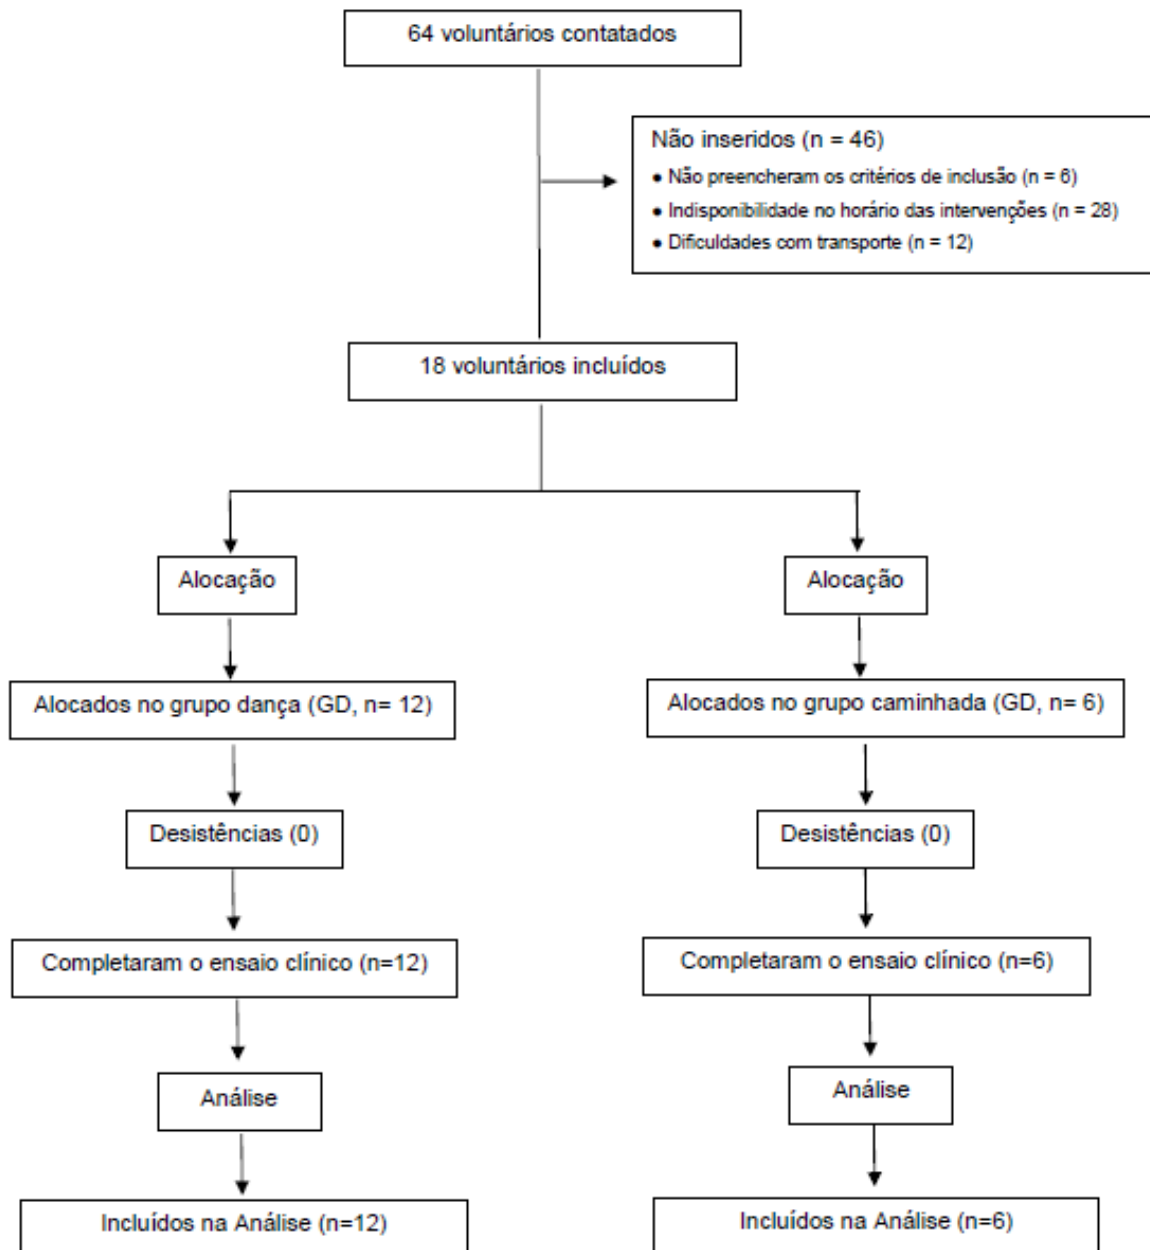 64 voluntários contatados
Não inseridos (n = 46)
● Não preencheram os critérios de inclusão (n = 6)
● Indisponibilidade no horário das intervenções (n = 28)
● Dificuldades com transporte (n = 12)
18 voluntários incluídos
Alocação
Alocação
Alocados no grupo dança (GD, n= 12)
Alocados no grupo caminhada (GD, n= 6)
Desistências (0)
Desistências (0)
Completaram o ensaio clínico (n=12)
Completaram o ensaio clínico (n=6)
Análise
Análise
Incluídos na Análise (n=12)
Incluídos na Análise (n=6)